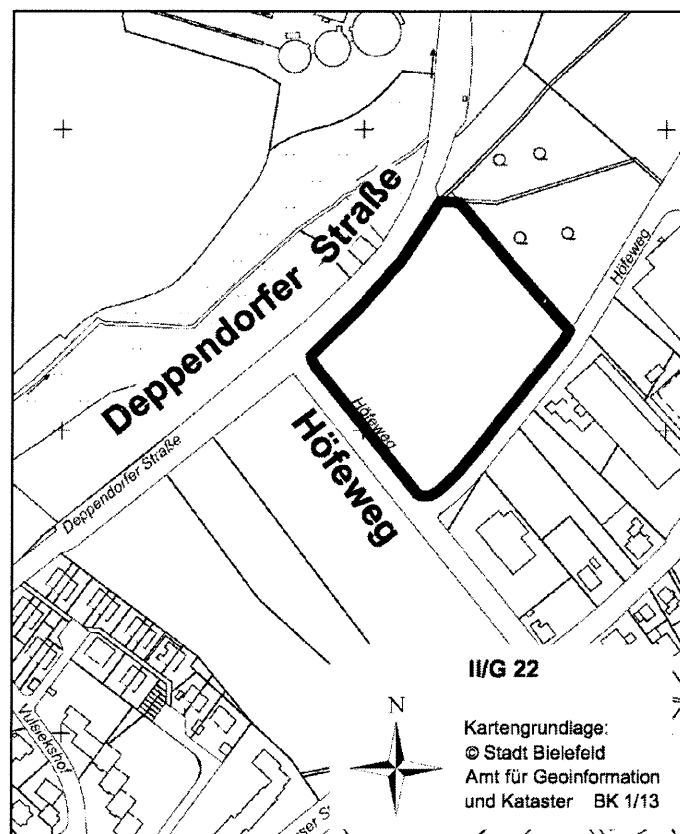 Deppendorfer Straße
Höfeweg
Höfeweg
Höfeweg
Deppendorfer Straße
Vulsiekshof
II/G 22
N
Kartengrundlage:
© Stadt Bielefeld
Amt für Geoinformation
und Kataster BK 1/13